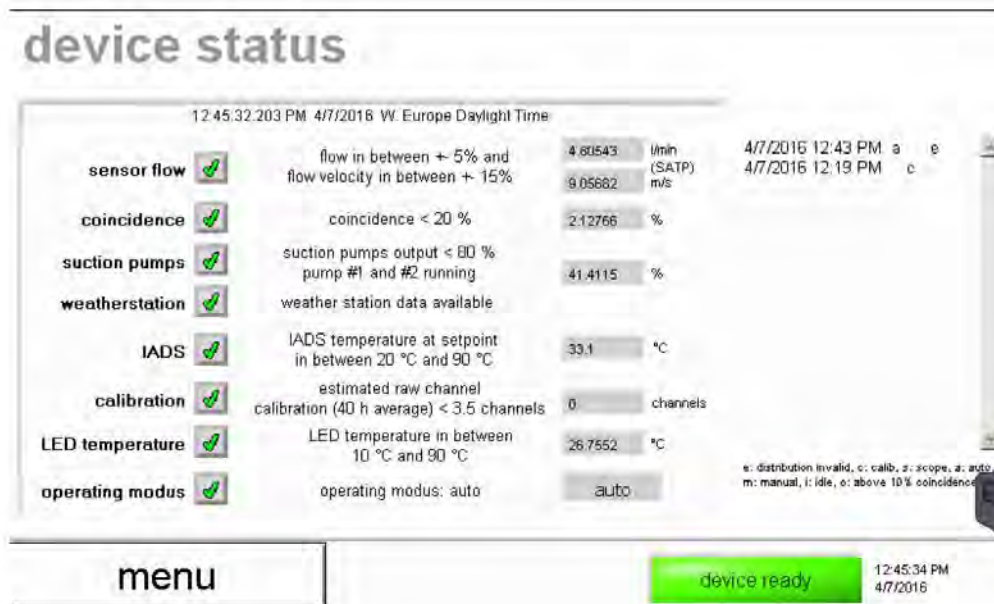 device status
12:45:32.203 PM 4/7/2016 W. Europe Daylight Time
sensor flow
flow in between +- 5% and
flow velocity in between +- 15%
4.60543 l/min
(SATP)
9.05682 m/s
coincidence
coincidence < 20 %
2.12766 %
suction pumps
suction pumps output < 80 %
pump #1 and #2 running
41.4115 %
weatherstation
weather station data available
IADS
IADS temperature at setpoint
in between 20 °C and 90 °C
33.1 °C
calibration
estimated raw channel
calibration (40 h average) < 3.5 channels
0 channels
LED temperature
LED temperature in between
10 °C and 90 °C
26.7552 °C
operating modus
operating modus: auto
auto
4/7/2016 12:43 PM a e
4/7/2016 12:19 PM c
e: distribution invalid, c: calib, s: scope, a: auto,
m: manual, i: idle, o: above 10% coincidence
menu
device ready
12:45:34 PM
4/7/2016